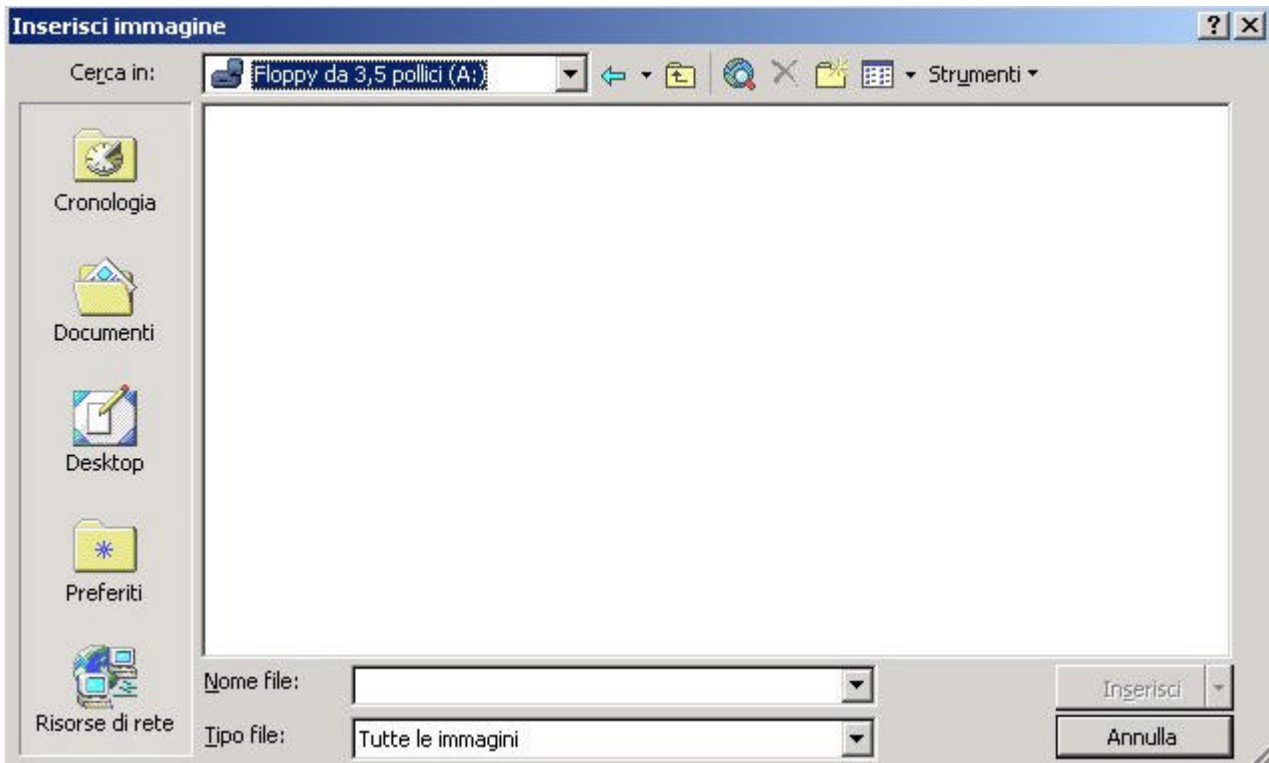 Inserisci immagine
Cerca in:
Floppy da 3,5 pollici (A:)
Strumenti
Cronologia
Documenti
Desktop
Preferiti
Risorse di rete
Nome file:
Inserisci
Tipo file:
Tutte le immagini
Annulla